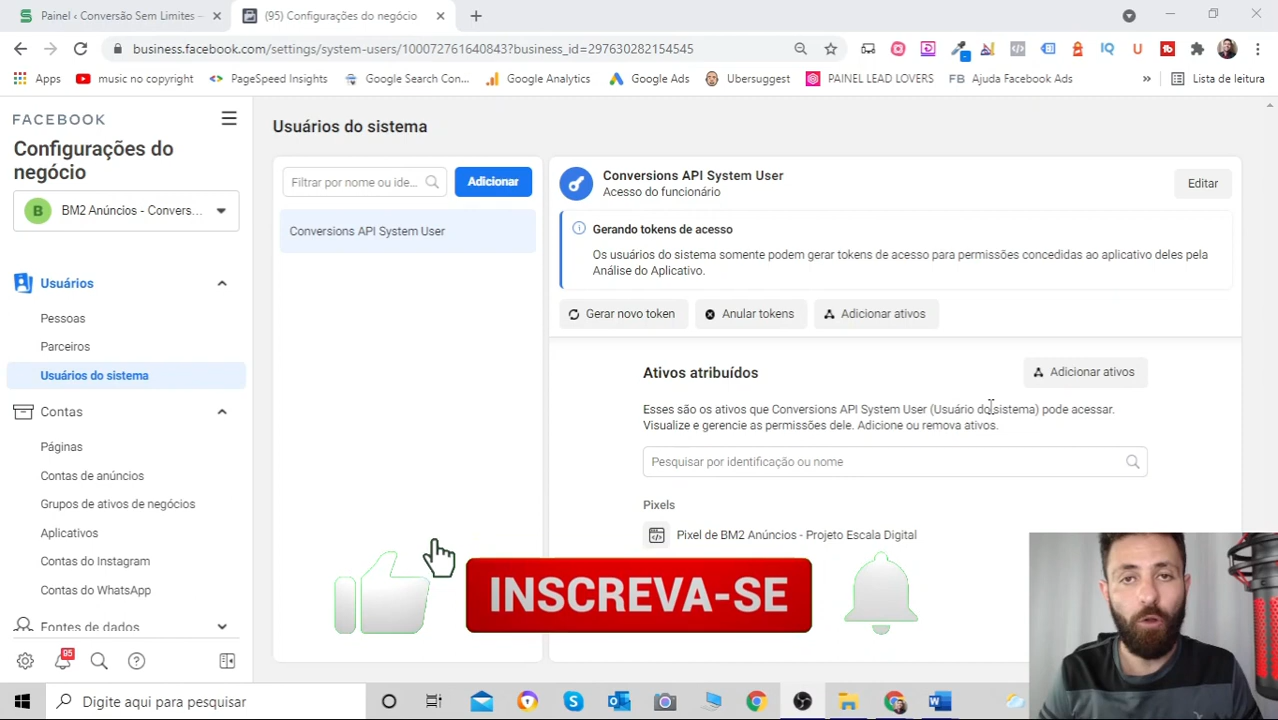 Painel ‹ Conversão Sem Limites –
(95) Configurações do negócio
business.facebook.com/settings/system-users/100072761640843?business_id=297630282154545
Apps
music no copyright
PageSpeed Insights
Google Search Con...
Google Analytics
Google Ads
Ubersuggest
PAINEL LEAD LOVERS
FB Ajuda Facebook Ads
»
Lista de leitura
FACEBOOK
Configurações do
negócio
B BM2 Anúncios - Convers...
Usuários
Pessoas
Parceiros
Usuários do sistema
Contas
Páginas
Contas de anúncios
Grupos de ativos de negócios
Aplicativos
Contas do Instagram
Contas do WhatsApp
Fontes de dados
95
Usuários do sistema
Filtrar por nome ou ide...
Adicionar
Conversions API System User
Conversions API System User
Acesso do funcionário
Editar
Gerando tokens de acesso
Os usuários do sistema somente podem gerar tokens de acesso para permissões concedidas ao aplicativo deles pela
Análise do Aplicativo.
Gerar novo token
Anular tokens
Adicionar ativos
Ativos atribuídos
Adicionar ativos
Esses são os ativos que Conversions API System User (Usuário do sistema) pode acessar.
Visualize e gerencie as permissões dele. Adicione ou remova ativos.
Pesquisar por identificação ou nome
Pixels
Pixel de BM2 Anúncios - Projeto Escala Digital
INSCREVA-SE
Digite aqui para pesquisar